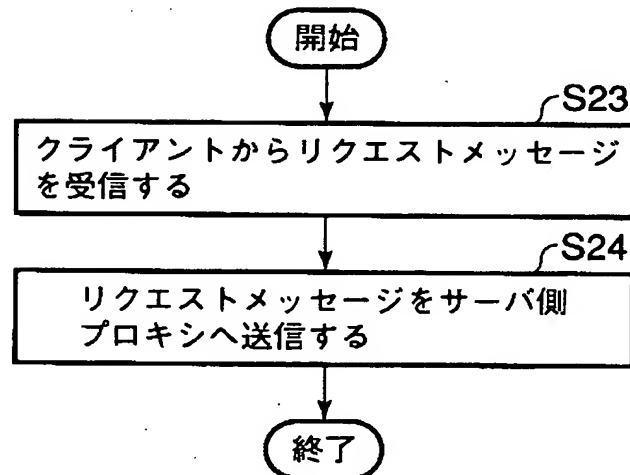 開始
S23
クライアントからリクエストメッセージ
を受信する
S24
リクエストメッセージをサーバ側
プロキシへ送信する
終了